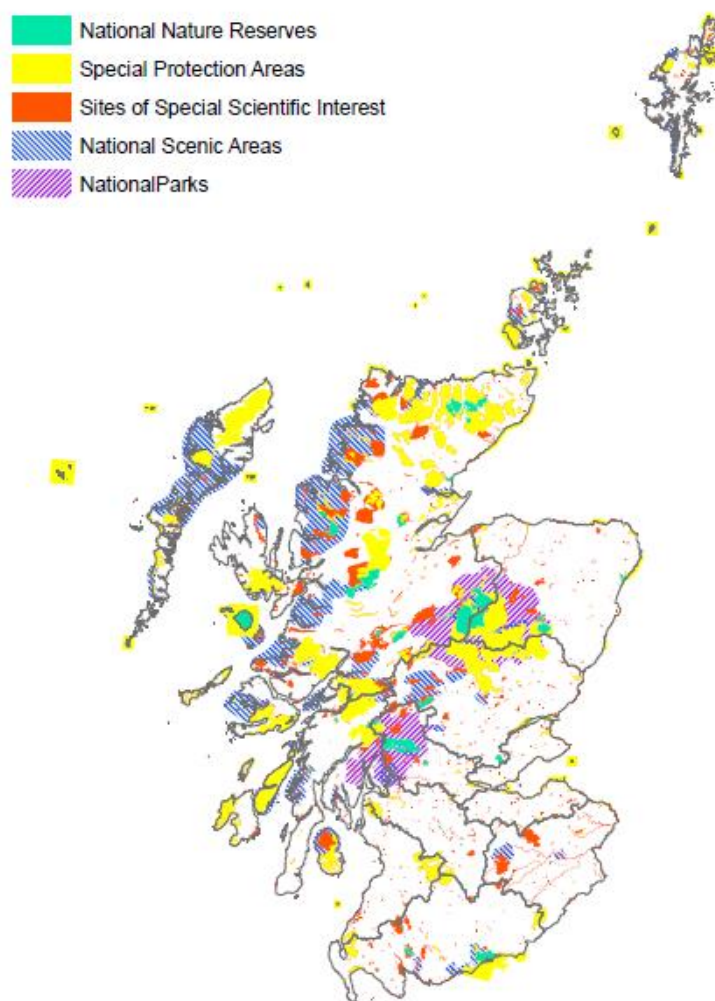 National Nature Reserves
Special Protection Areas
Sites of Special Scientific Interest
National Scenic Areas
NationalParks